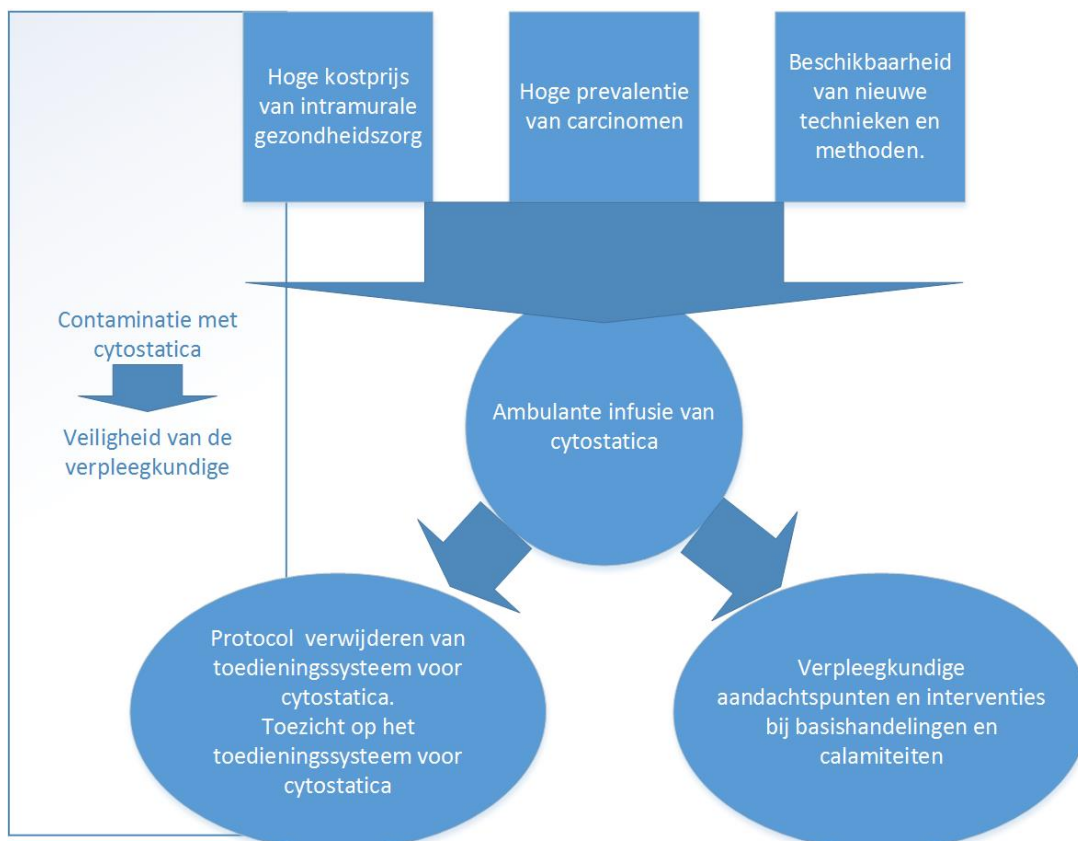 Hoge kostprijs
van intramurale
gezondheidszorg
Hoge prevalentie
van carcinomen
Beschikbaarheid
van nieuwe
technieken en
methoden.
Contaminatie met
cytostatica
Veiligheid van de
verpleegkundige
Ambulante infusie van
cytostatica
Protocol verwijderen van
toedieningssysteem voor
cytostatica.
Toezicht op het
toedieningssysteem voor
cytostatica
Verpleegkundige
aandachtspunten en interventies
bij basishandelingen en
calamiteiten